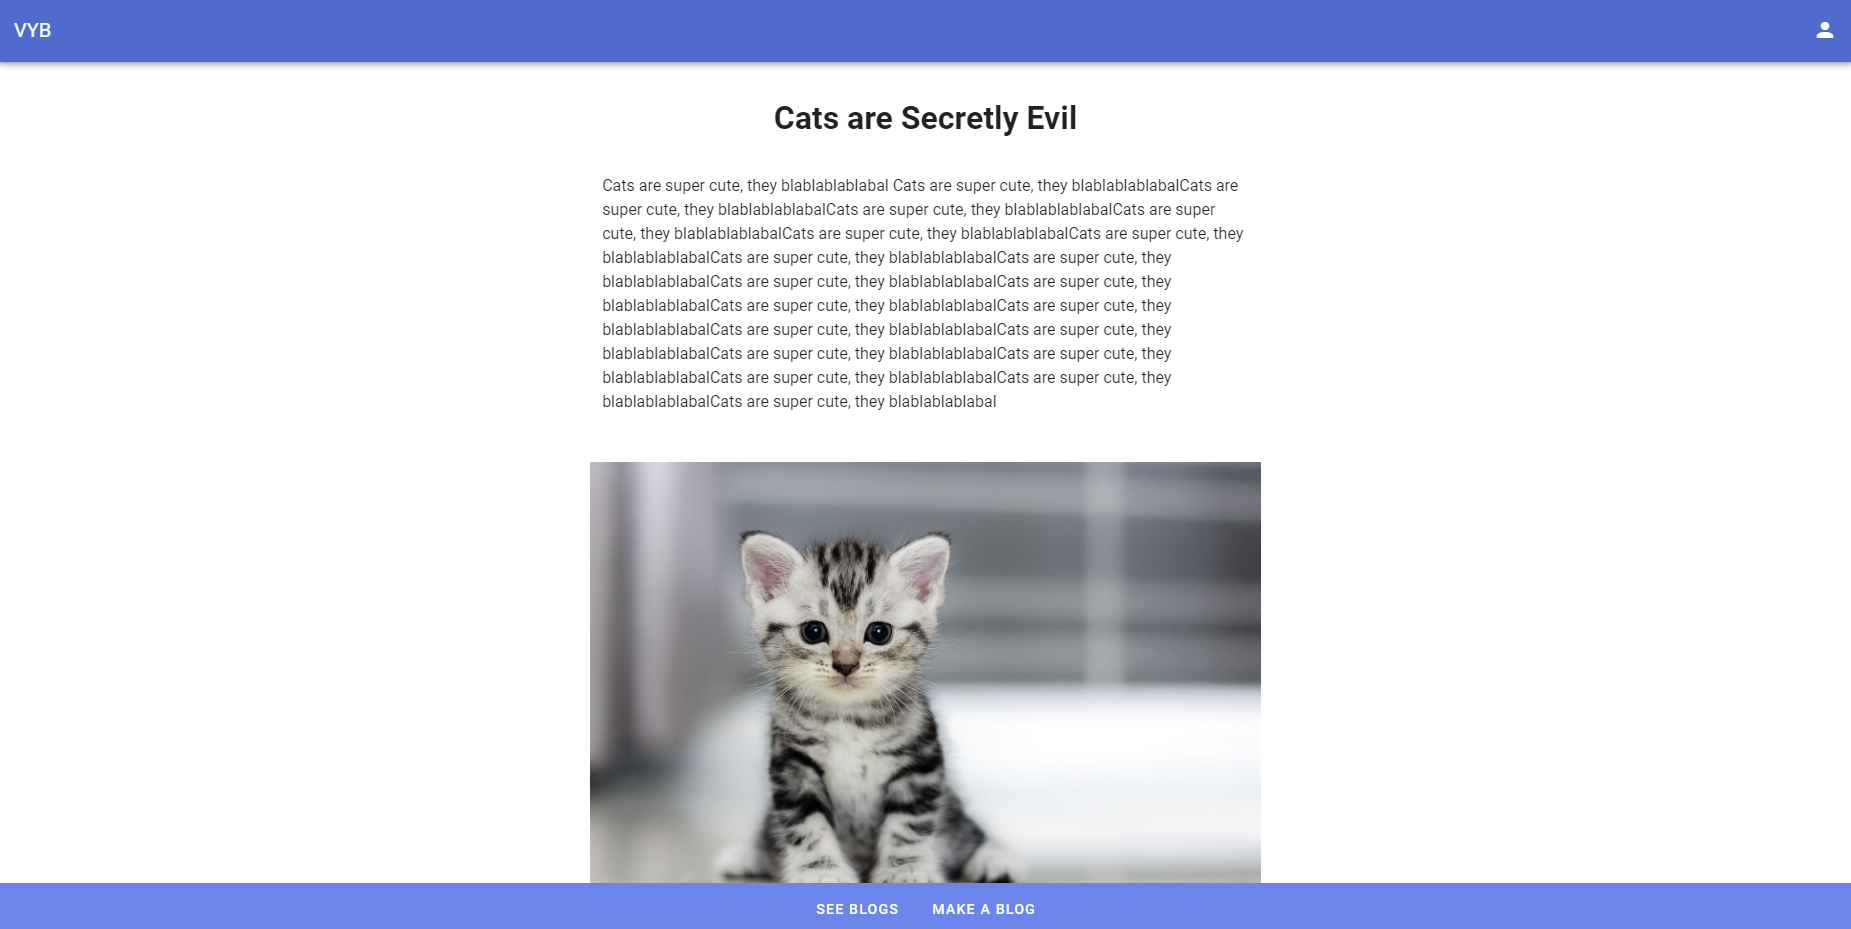 VYB
Cats are Secretly Evil
Cats are super cute, they blablablablabal Cats are super cute, they blablablablabalCats are
super cute, they blablablablabalCats are super cute, they blablablablabalCats are super
cute, they blablablablabalCats are super cute, they blablablablabalCats are super cute, they
blablablablabalCats are super cute, they blablablablabalCats are super cute, they
blablablablabalCats are super cute, they blablablablabalCats are super cute, they
blablablablabalCats are super cute, they blablablablabalCats are super cute, they
blablablablabalCats are super cute, they blablablablabalCats are super cute, they
blablablablabalCats are super cute, they blablablablabalCats are super cute, they
blablablablabalCats are super cute, they blablablablabalCats are super cute, they
blablablablabalCats are super cute, they blablablablabal
SEE BLOGS MAKE A BLOG